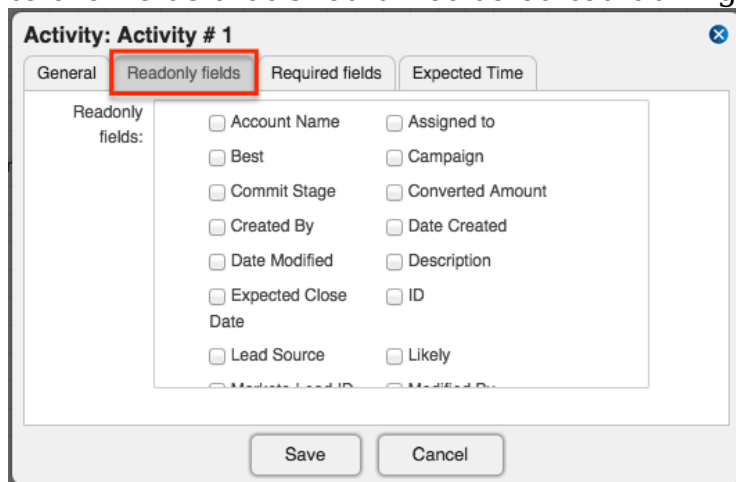 Activity: Activity # 1
General Readonly fields Required fields Expected Time
Readonly fields:
Account Name Assigned to
Best Campaign
Commit Stage Converted Amount
Created By Date Created
Date Modified Description
Expected Close Date ID
Lead Source Likely
Save Cancel